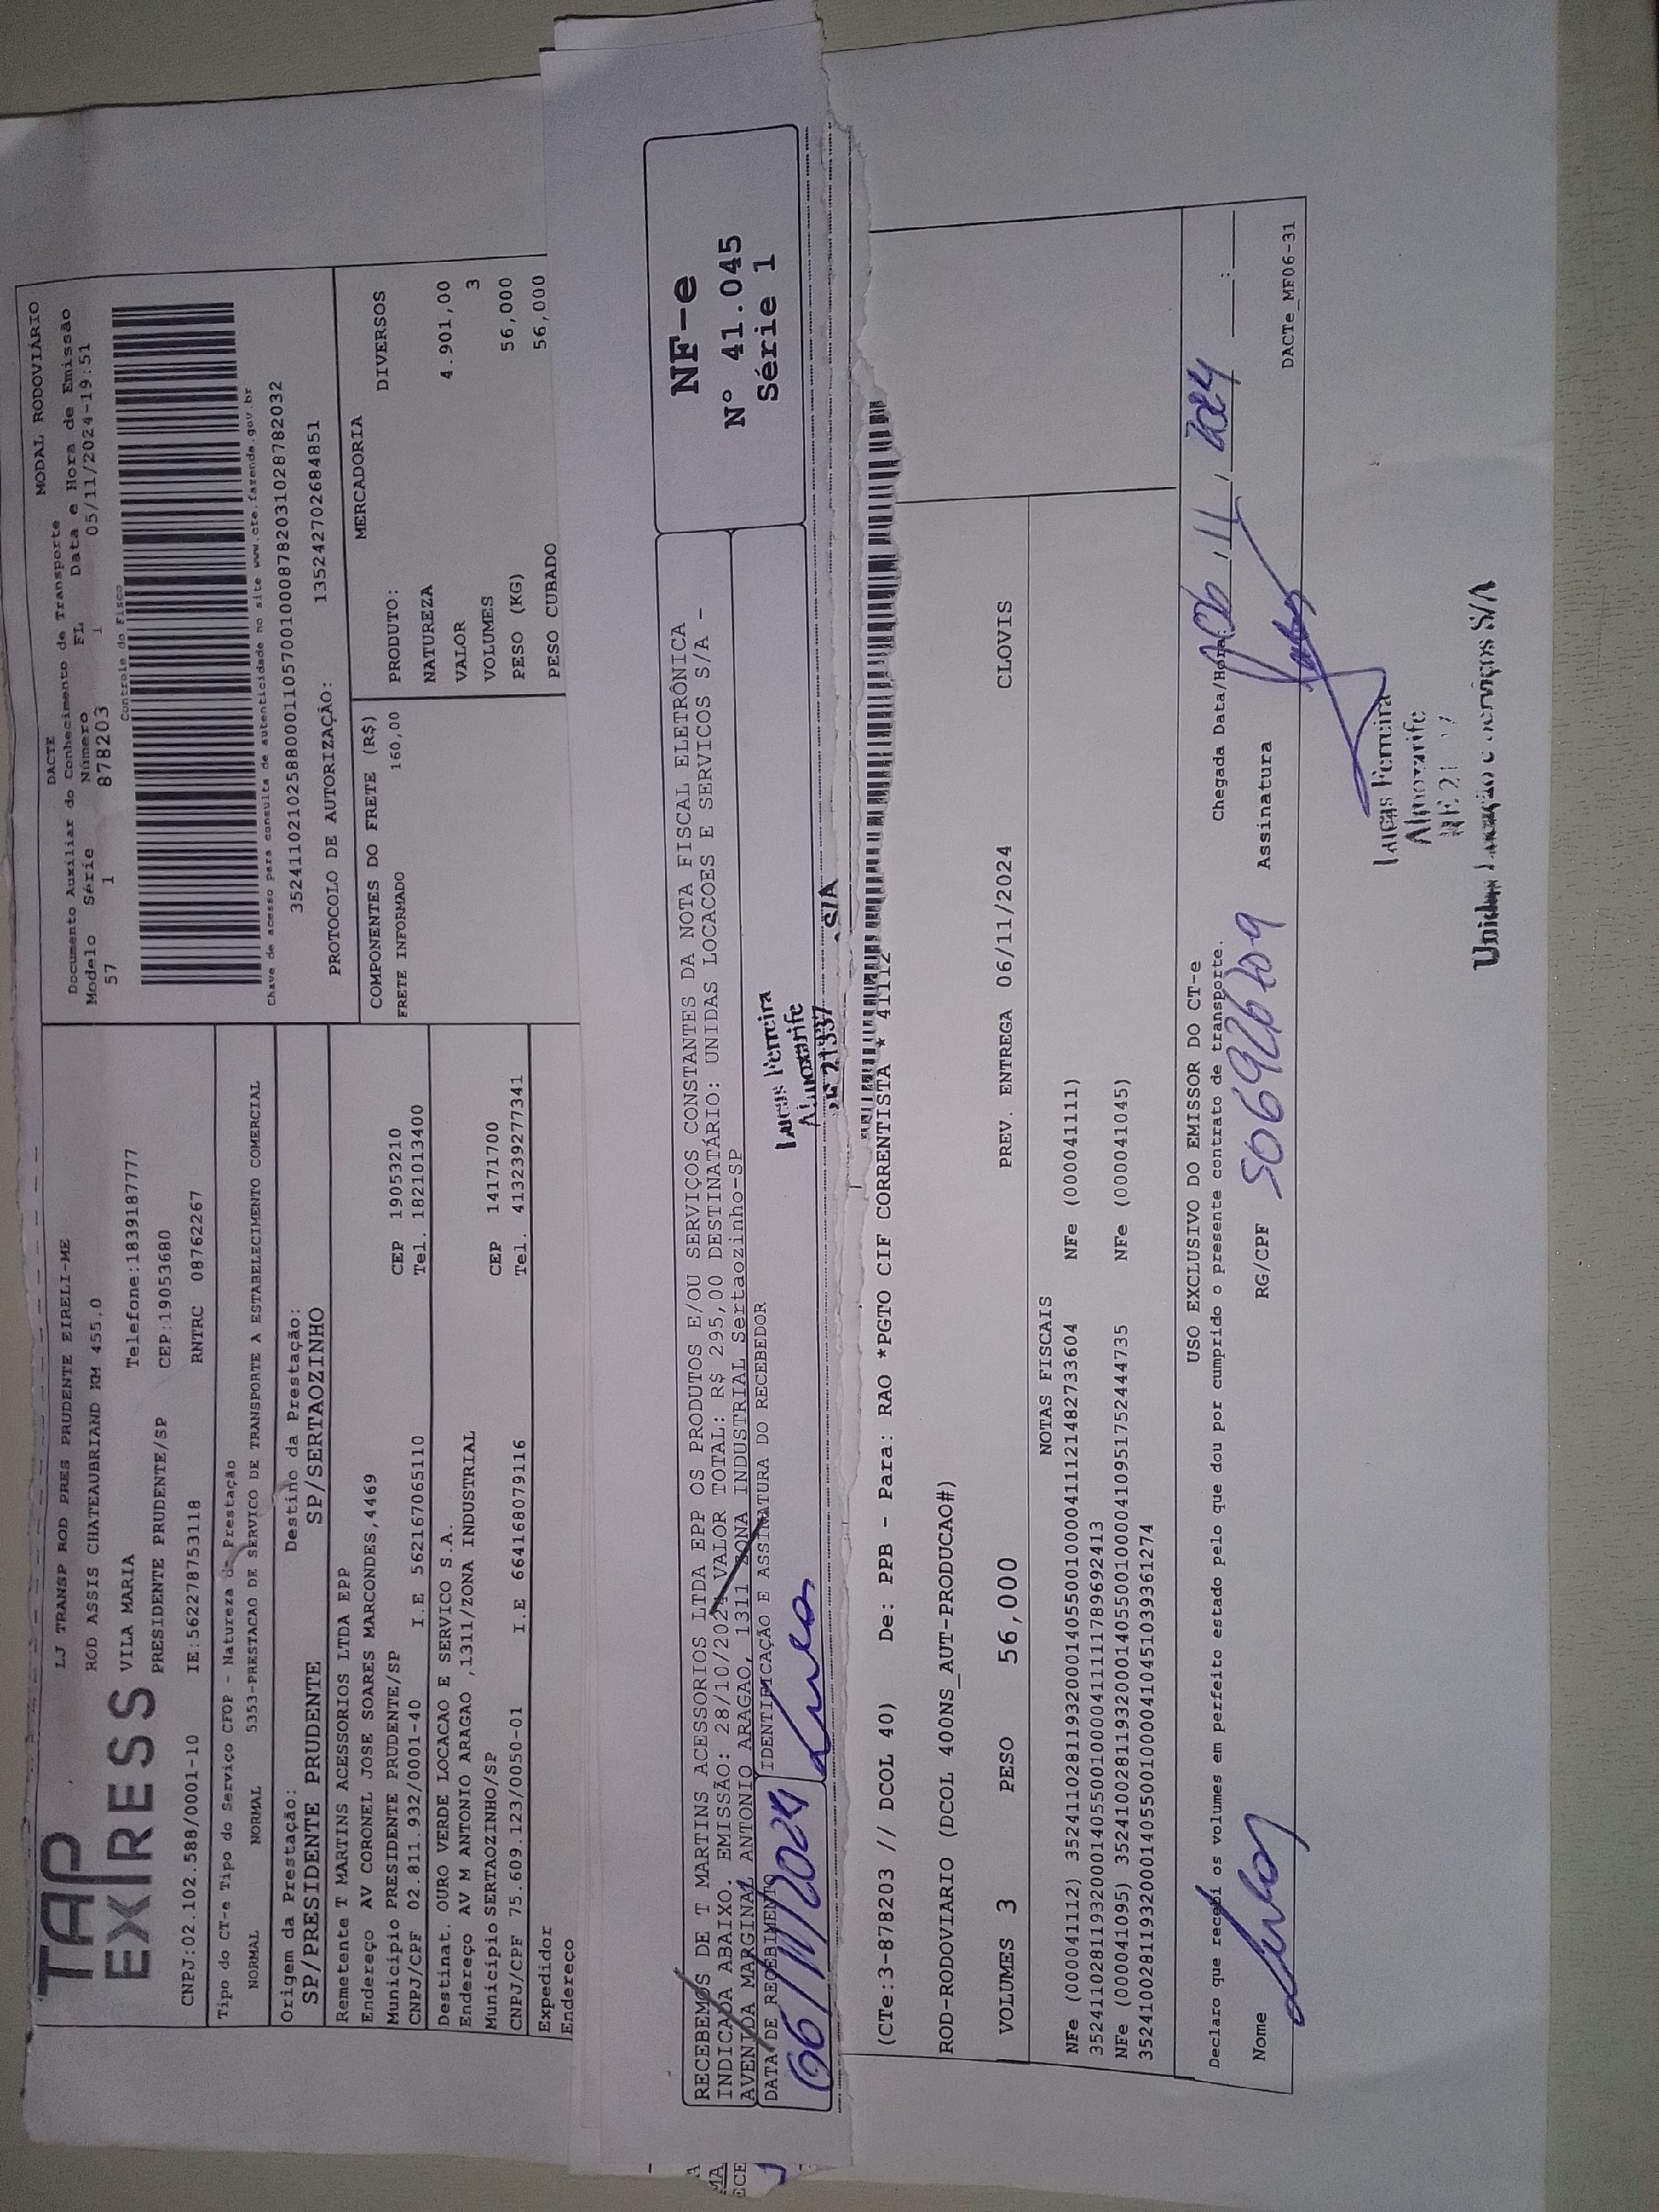 TAP
EXPRESS
LJ TRANSP ROD PRES PRUDENTE EIRELI-ME
ROD ASSIS CHATEAUBRIAND KM 455.0
VILA MARIA Telefone:1839187777
PRESIDENTE PRUDENTE/SP CEP:19053680
CNPJ:02.102.588/0001-10 IE:562278753118 RNTRC 08762267
MODAL RODOVIÁRIO
DACTE
Documento Auxiliar do Conhecimento de Transporte
Modelo Série Número FL Data e Hora de Emissão
57 1 878203 1 05/11/2024-19:51
Controle do Fisco
Chave de acesso para consulta de autenticidade no site www.cte.fazenda.gov.br
35241102102588000110570010008782031028782032
PROTOCOLO DE AUTORIZAÇÃO: 135242702684851
Tipo do CT-e Tipo do Serviço CFOP - Natureza da Prestação
NORMAL NORMAL 5353-PRESTACAO DE SERVICO DE TRANSPORTE A ESTABELECIMENTO COMERCIAL
Origem da Prestação: Destino da Prestação:
SP/PRESIDENTE PRUDENTE SP/SERTAOZINHO
Remetente T MARTINS ACESSORIOS LTDA EPP
Endereço AV CORONEL JOSE SOARES MARCONDES,4469
Município PRESIDENTE PRUDENTE/SP CEP 19053210
CNPJ/CPF 02.811.932/0001-40 I.E 562167065110 Tel. 1821013400
Destinat. OURO VERDE LOCACAO E SERVICO S.A.
Endereço AV M ANTONIO ARAGAO ,1311/ZONA INDUSTRIAL
Município SERTAOZINHO/SP CEP 14171700
CNPJ/CPF 75.609.123/0050-01 I.E 664168079116 Tel. 413239277341
Expedidor
Endereço
COMPONENTES DO FRETE (R$)
FRETE INFORMADO 160,00
MERCADORIA
PRODUTO: DIVERSOS
NATUREZA
VALOR 4.901,00
VOLUMES 3
PESO (KG) 56,000
PESO CUBADO 56,000
RECEBEMOS DE T MARTINS ACESSORIOS LTDA EPP OS PRODUTOS E/OU SERVIÇOS CONSTANTES DA NOTA FISCAL ELETRÔNICA
INDICADA ABAIXO. EMISSÃO: 28/10/2024 VALOR TOTAL: R$ 295,00 DESTINATÁRIO: UNIDAS LOCACOES E SERVICOS S/A -
AVENIDA MARGINAL ANTONIO ARAGAO, 1311 ZONA INDUSTRIAL Sertaozinho-SP
DATA DE RECEBIMENTO IDENTIFICAÇÃO E ASSINATURA DO RECEBEDOR
06/11/2024
Lucas Ferreira
Almoxarife
21337
S/A
NF-e
Nº 41.045
Série 1
(CTe:3-878203 // DCOL 40) De: PPB - Para: RAO *PGTO CIF CORRENTISTA * 41112
ROD-RODOVIARIO (DCOL 400NS_AUT-PRODUCAO#)
VOLUMES 3 PESO 56,000 PREV. ENTREGA 06/11/2024 CLOVIS
NOTAS FISCAIS
NFe (000041112) 35241102811932000140550010000411121482733604 NFe (000041111)
35241102811932000140550010000411111789692413
NFe (000041095) 35241002811932000140550010000410951752444735 NFe (000041045)
35241002811932000140550010000410451039361274
USO EXCLUSIVO DO EMISSOR DO CT-e
Declaro que recebi os volumes em perfeito estado pelo que dou por cumprido o presente contrato de transporte.
Chegada Data/Hora 06/11/2024 :
Nome RG/CPF Assinatura
DACTe_MF06-31
Lucas Ferreira
Almoxarife
Unidas Locação e serviços S/A